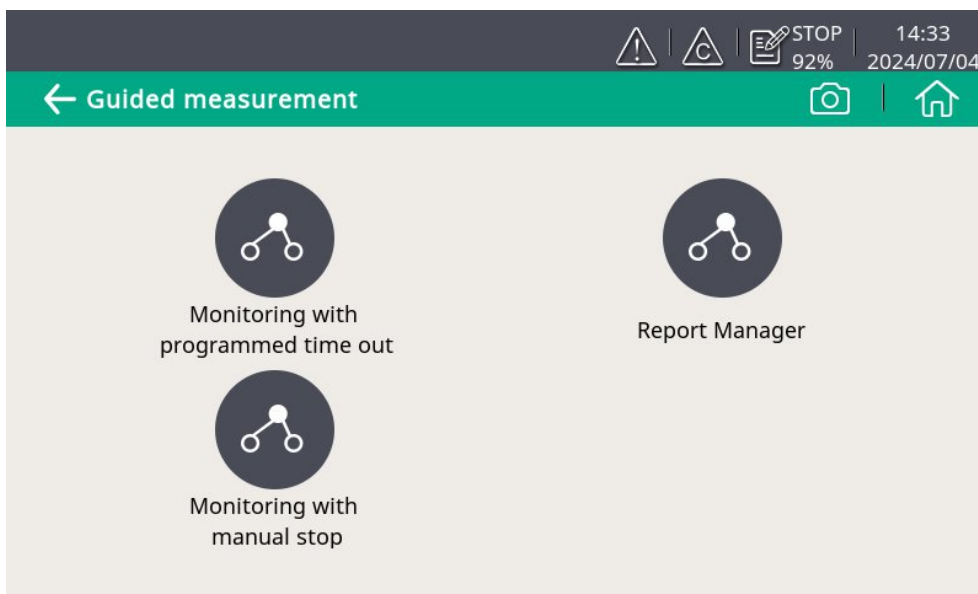 STOP 14:33
92% 2024/07/04
Guided measurement
Monitoring with
programmed time out
Report Manager
Monitoring with
manual stop